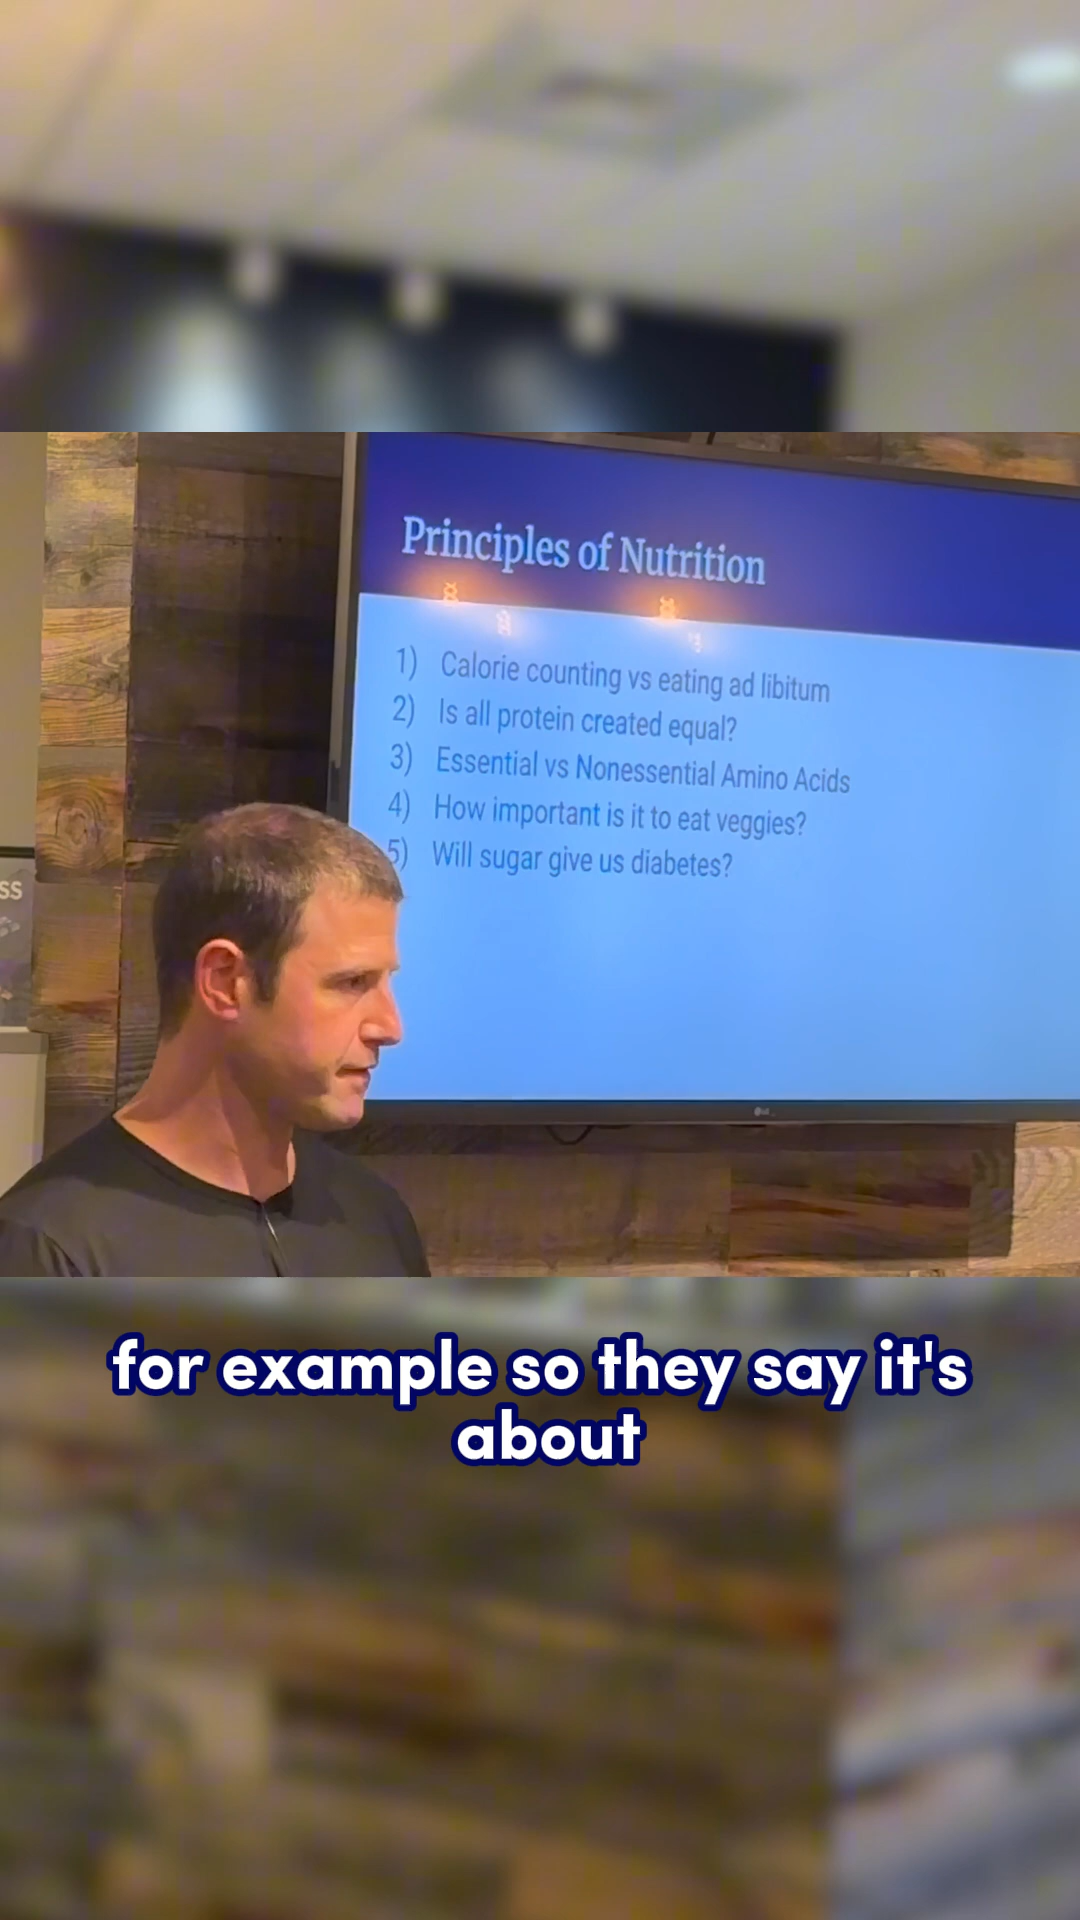 Principles of Nutrition
1) Calorie counting vs eating ad libitum
2) Is all protein created equal?
3) Essential vs Nonessential Amino Acids
4) How important is it to eat veggies?
5) Will sugar give us diabetes?
SS
LG
for example so they say it's
about